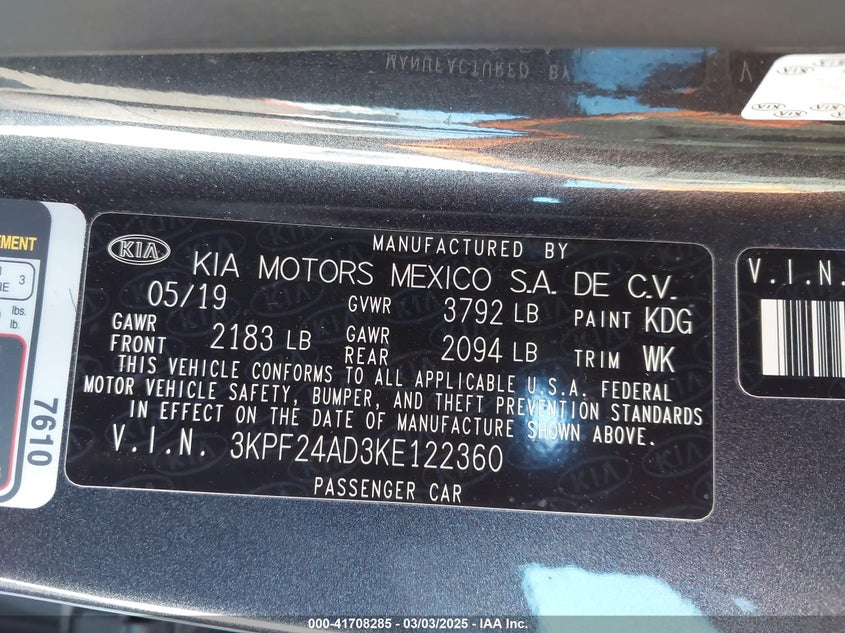 MANUFACTURED BY
KIA
KIA MOTORS MEXICO S.A. DE C.V.
05/19 GVWR 3792 LB PAINT KDG
GAWR FRONT 2183 LB GAWR REAR 2094 LB TRIM WK
THIS VEHICLE CONFORMS TO ALL APPLICABLE U.S.A. FEDERAL
MOTOR VEHICLE SAFETY, BUMPER, AND THEFT PREVENTION STANDARDS
IN EFFECT ON THE DATE OF MANUFACTURE SHOWN ABOVE.
V.I.N. 3KPF24AD3KE122360
PASSENGER CAR
V.I.N.
7610
3
lb.
000-41708285 - 03/03/2025 - IAA Inc.